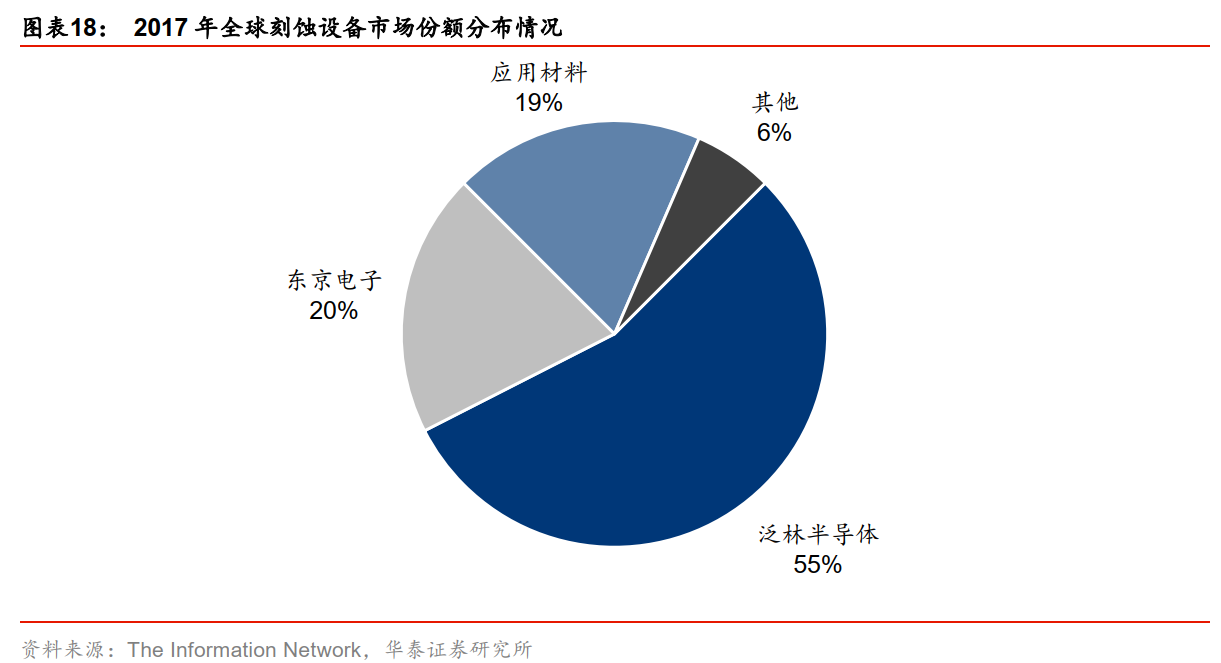 图表18： 2017 年全球刻蚀设备市场份额分布情况
应用材料
19%
其他
6%
东京电子
20%
泛林半导体
55%
资料来源：The Information Network，华泰证券研究所